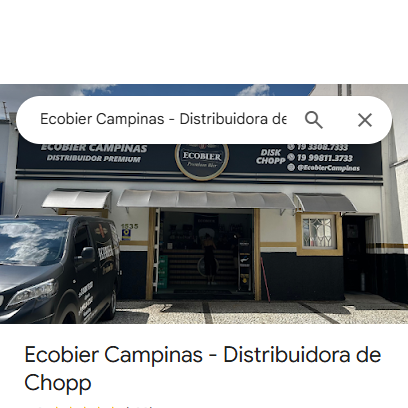 Ecobier Campinas - Distribuidora de
ECOBIER CAMPINAS
DISTRIBUIDOR PREMIUM
ECOBIER
Premium Bier
DISK
CHOPP
19 3308.7333
19 99811.3733
@EcobierCampinas
Ecobier Campinas - Distribuidora de
Chopp